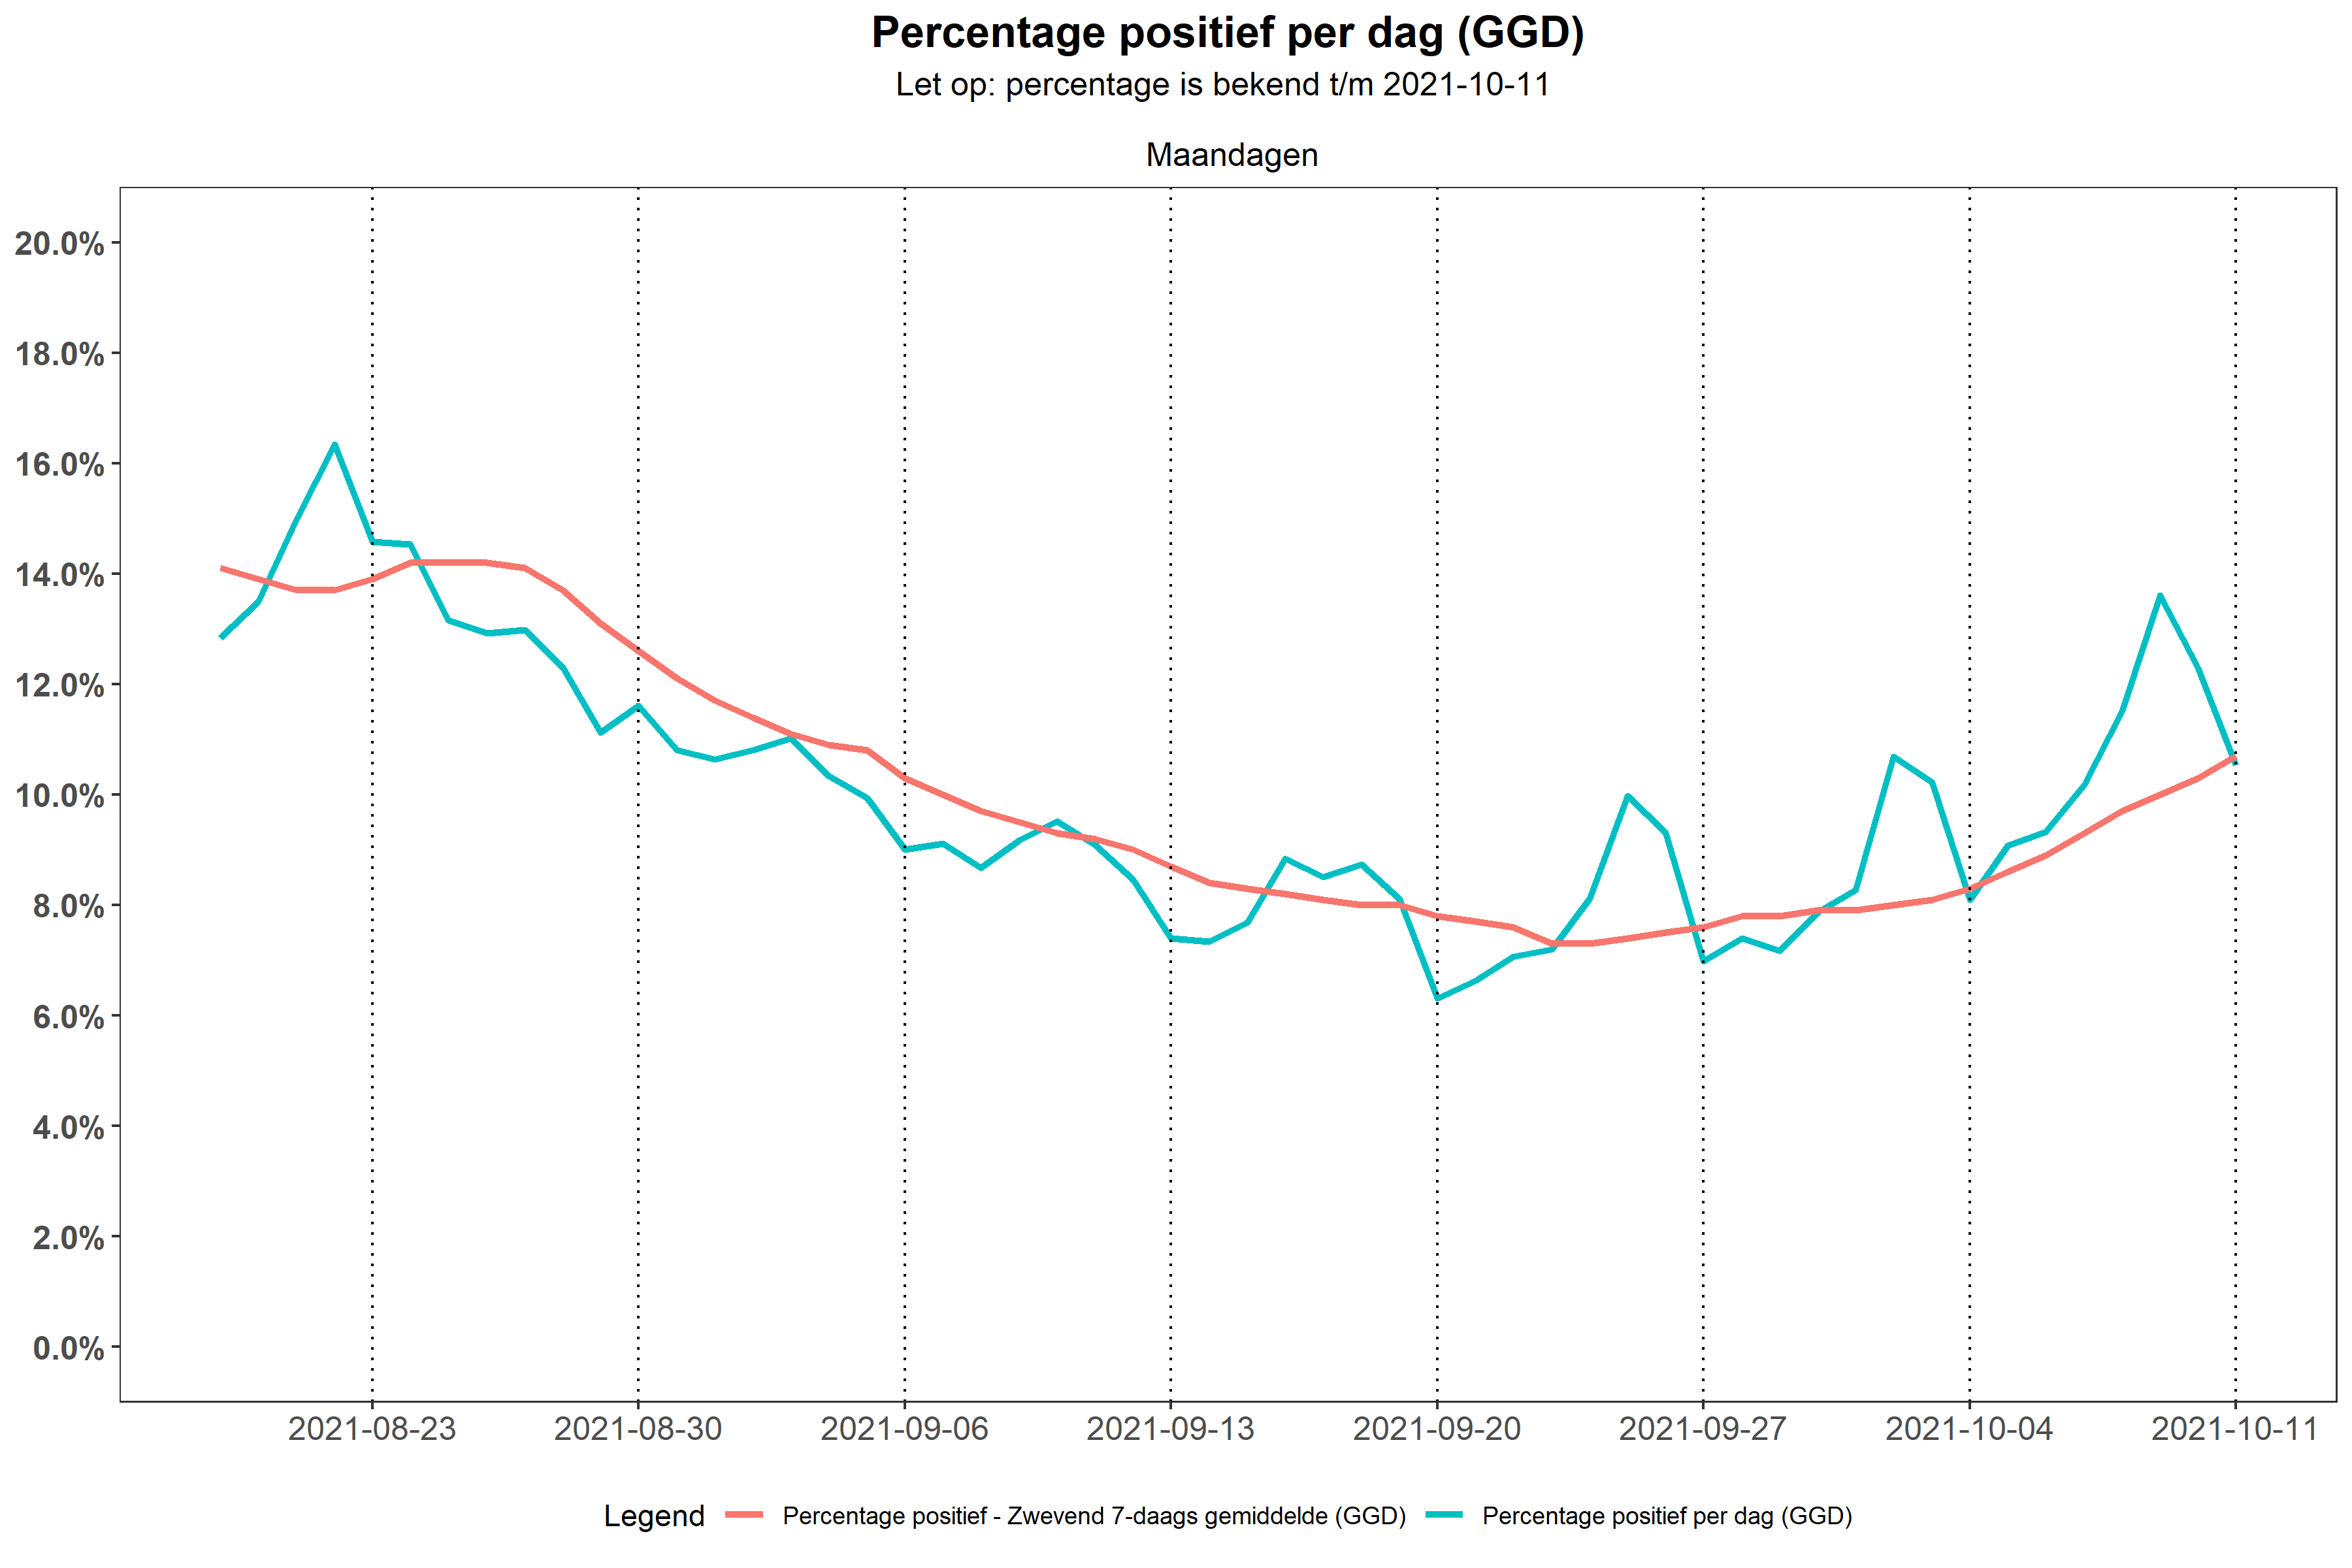 Percentage positief per dag (GGD)
Let op: percentage is bekend t/m 2021-10-11
Maandagen
20.0%
18.0%
16.0%
14.0%
12.0%
10.0%
8.0%
6.0%
4.0%
2.0%
0.0%
2021-08-23 2021-08-30 2021-09-06 2021-09-13 2021-09-20 2021-09-27 2021-10-04 2021-10-11
Legend Percentage positief - Zwevend 7-daags gemiddelde (GGD) Percentage positief per dag (GGD)